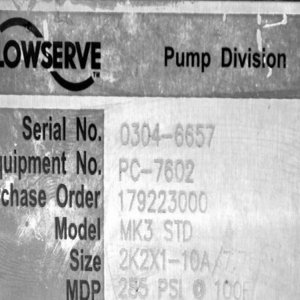 LOWSERVE
TM
Pump Division
Serial No. 0304-6657
quipment No. PC-7602
chase Order 179223000
Model MK3 STD
Size 2K2X1-10A/
MDP 285 PSI @ 100F/